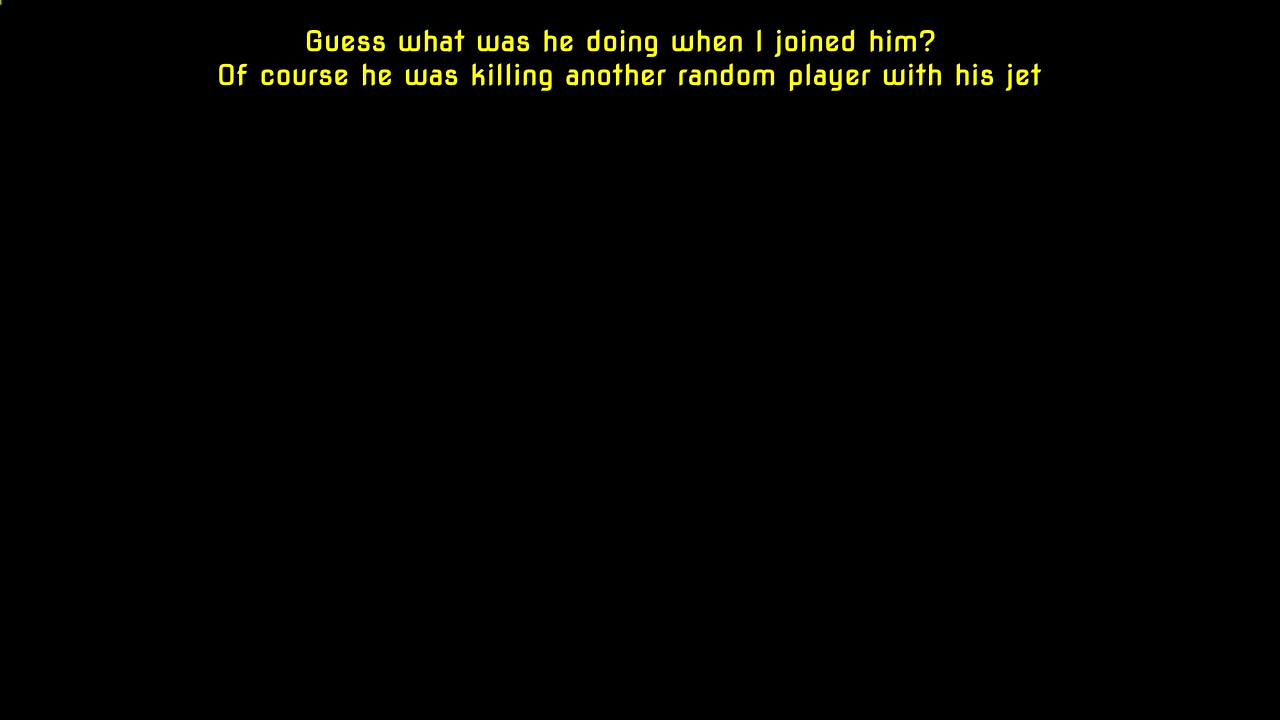 Guess what was he doing when I joined him?
Of course he was killing another random player with his jet